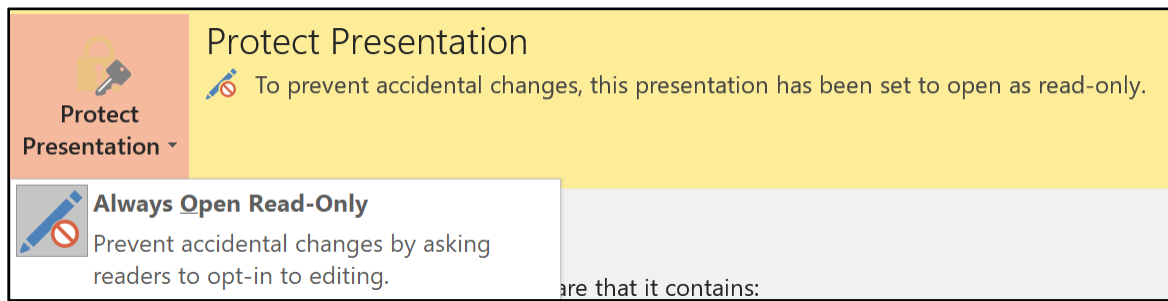 Protect Presentation
To prevent accidental changes, this presentation has been set to open as read-only.
Protect
Presentation
Always Open Read-Only
Prevent accidental changes by asking
readers to opt-in to editing.
are that it contains: